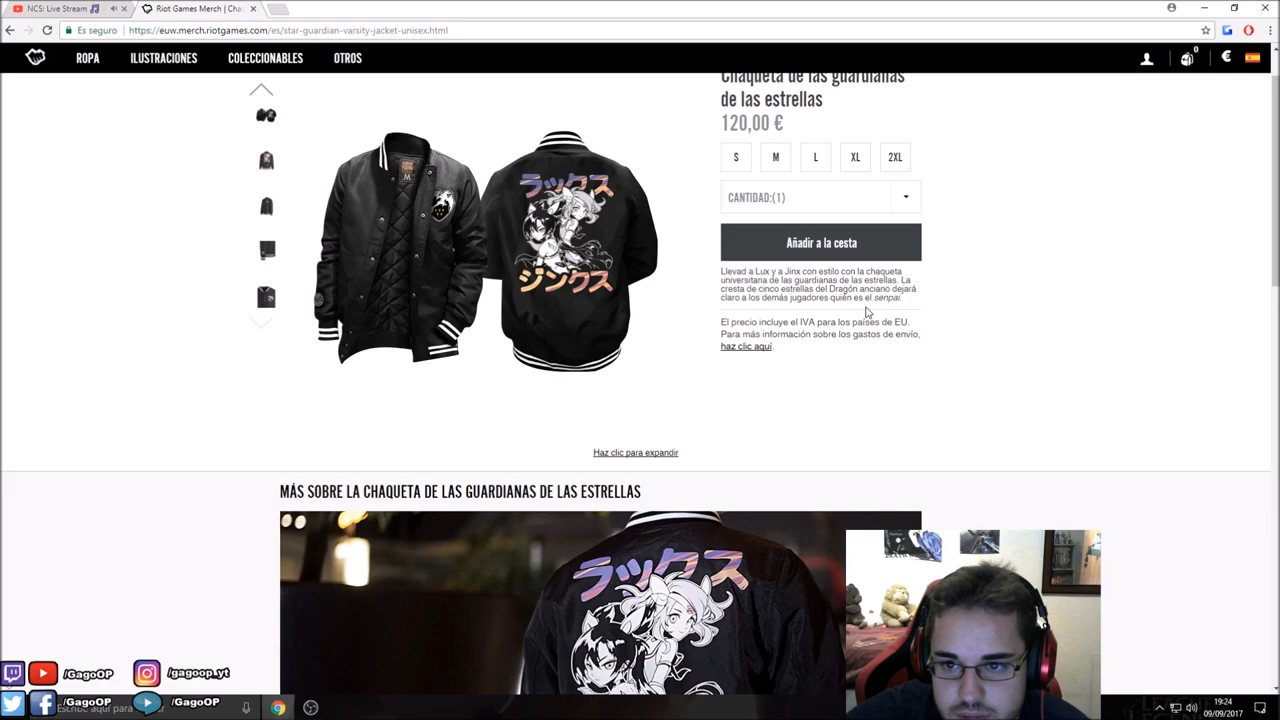 NCS: Live Stream
Riot Games Merch | Cha
Es seguro
https://euw.merch.riotgames.com/es/star-guardian-varsity-jacket-unisex.html
ROPA
ILUSTRACIONES
COLECCIONABLES
OTROS
0
€
Chaqueta de las guardianas
de las estrellas
120,00 €
S
M
L
XL
2XL
CANTIDAD:(1)
Añadir a la cesta
Llevad a Lux y a Jinx con estilo con la chaqueta
universitaria de las guardianas de las estrellas. La
cresta de cinco estrellas del Dragón anciano dejará
claro a los demás jugadores quién es el senpai.
El precio incluye el IVA para los países de EU.
Para más información sobre los gastos de envío,
haz clic aquí.
M
ラックス
ジンクス
Haz clic para expandir
MÁS SOBRE LA CHAQUETA DE LAS GUARDIANAS DE LAS ESTRELLAS
ラックス
/GagoOP
/gagoop_yt
/GagoOP
/GagoOP
Escribe aquí para
19:24
09/09/2017